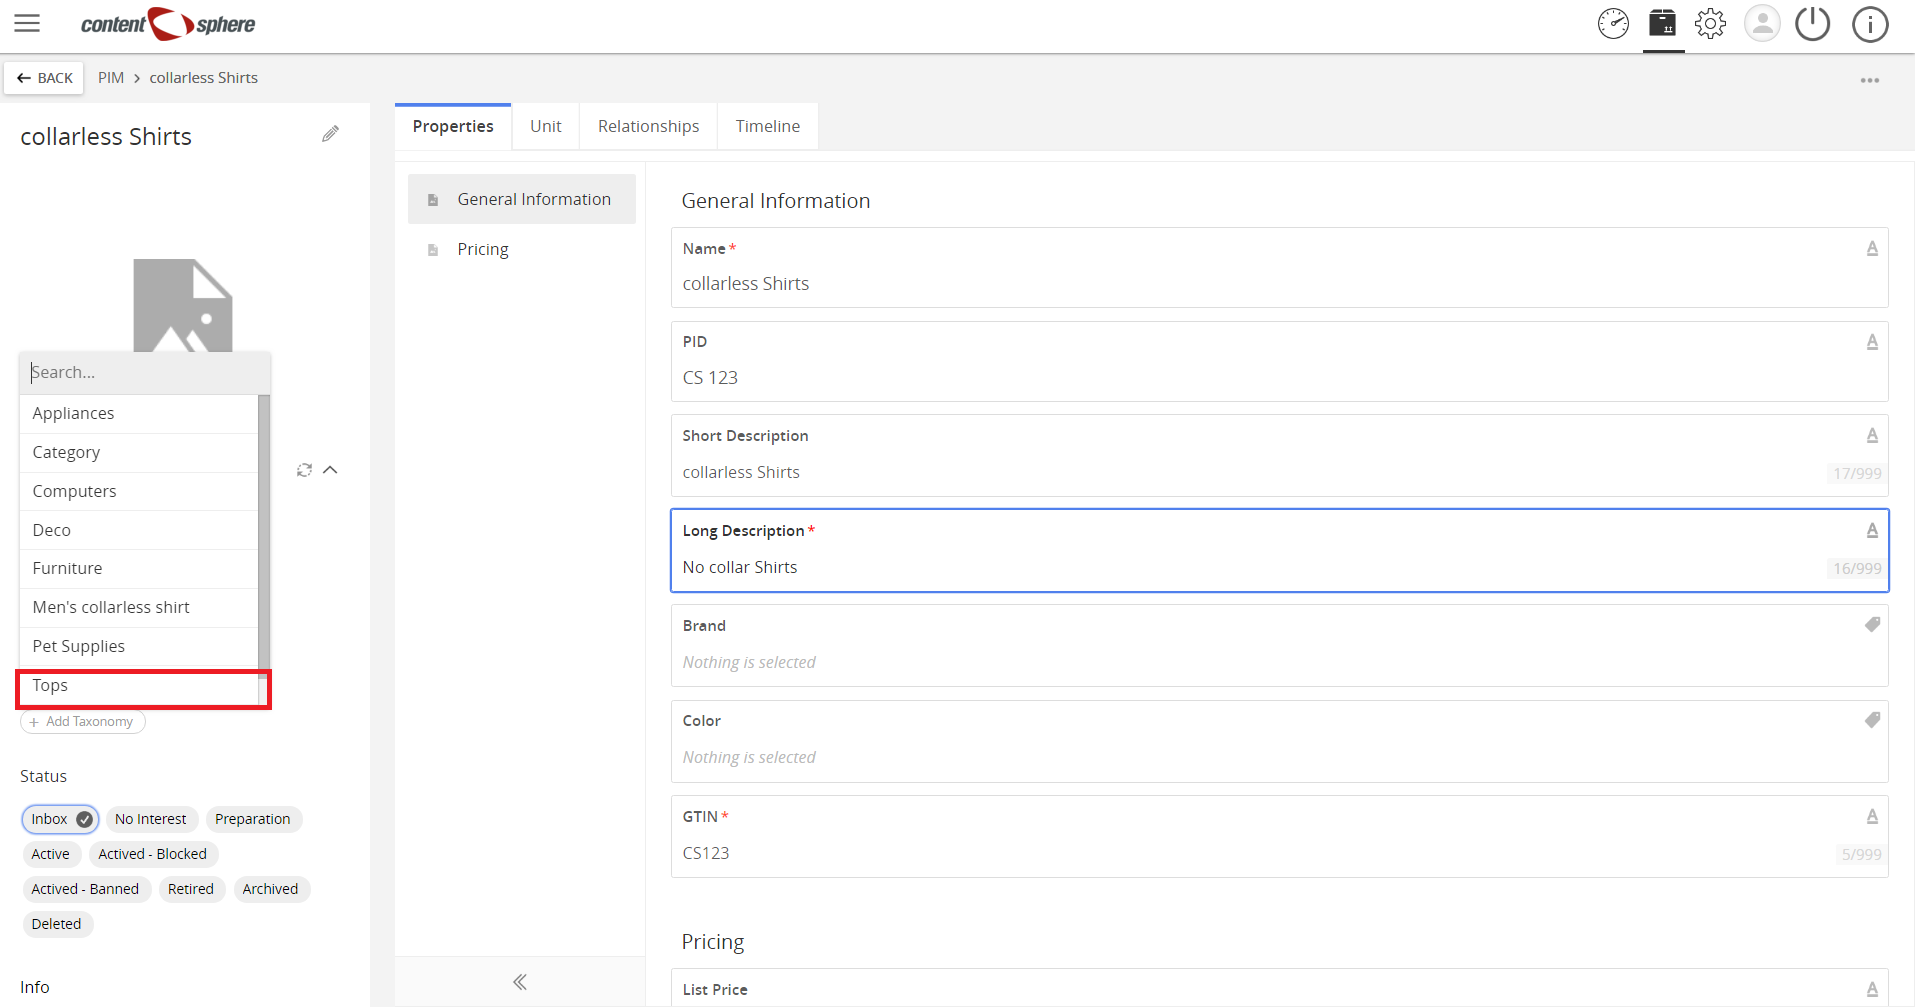 content sphere
BACK PIM > collarless Shirts
collarless Shirts
Search...
Appliances
Category
Computers
Deco
Furniture
Men's collarless shirt
Pet Supplies
Tops
+ Add Taxonomy
Status
Inbox No Interest Preparation
Active Actived - Blocked
Actived - Banned Retired Archived
Deleted
Info
Properties Unit Relationships Timeline
General Information
Pricing
General Information
Name *
collarless Shirts
PID
CS 123
Short Description
collarless Shirts
17/999
Long Description *
No collar Shirts
16/999
Brand
Nothing is selected
Color
Nothing is selected
GTIN *
CS123
5/999
Pricing
List Price